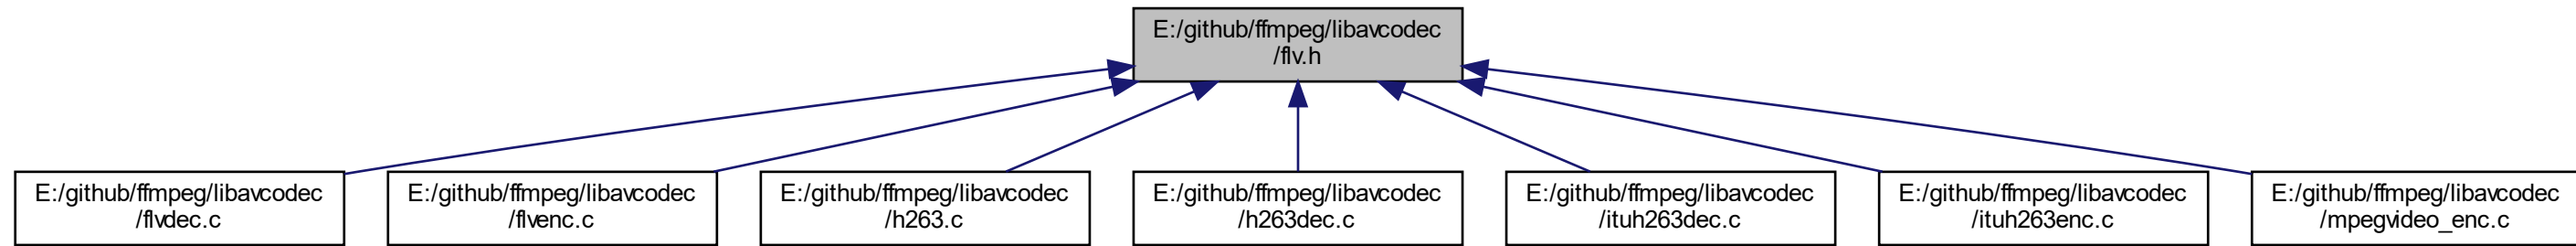 E:/github/ffmpeg/libavcodec
/flv.h
E:/github/ffmpeg/libavcodec
/flvdec.c
E:/github/ffmpeg/libavcodec
/flvenc.c
E:/github/ffmpeg/libavcodec
/h263.c
E:/github/ffmpeg/libavcodec
/h263dec.c
E:/github/ffmpeg/libavcodec
/ituh263dec.c
E:/github/ffmpeg/libavcodec
/ituh263enc.c
E:/github/ffmpeg/libavcodec
/mpegvideo_enc.c